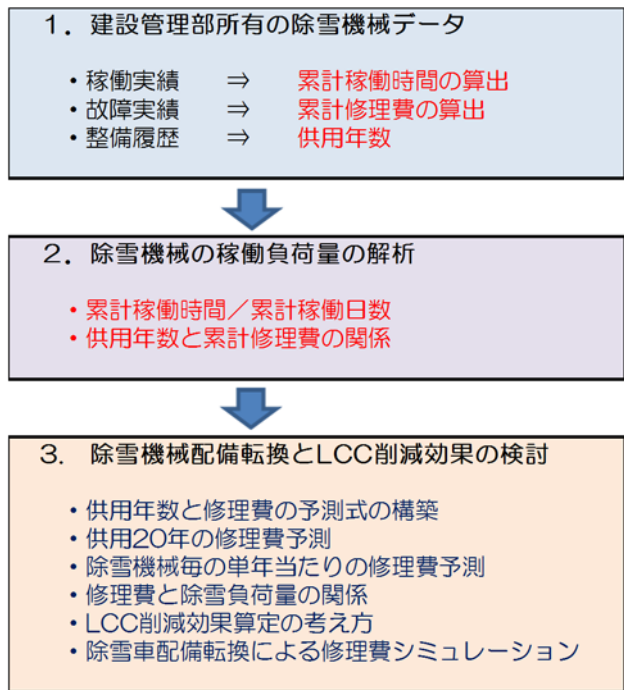 1．建設管理部所有の除雪機械データ
・稼働実績　⇒　累計稼働時間の算出
・故障実績　⇒　累計修理費の算出
・整備履歴　⇒　供用年数
2．除雪機械の稼働負荷量の解析
・累計稼働時間／累計稼働日数
・供用年数と累計修理費の関係
3．除雪機械配備転換とLCC削減効果の検討
・供用年数と修理費の予測式の構築
・供用20年の修理費予測
・除雪機械毎の単年当たりの修理費予測
・修理費と除雪負荷量の関係
・LCC削減効果算定の考え方
・除雪車配備転換による修理費シミュレーション